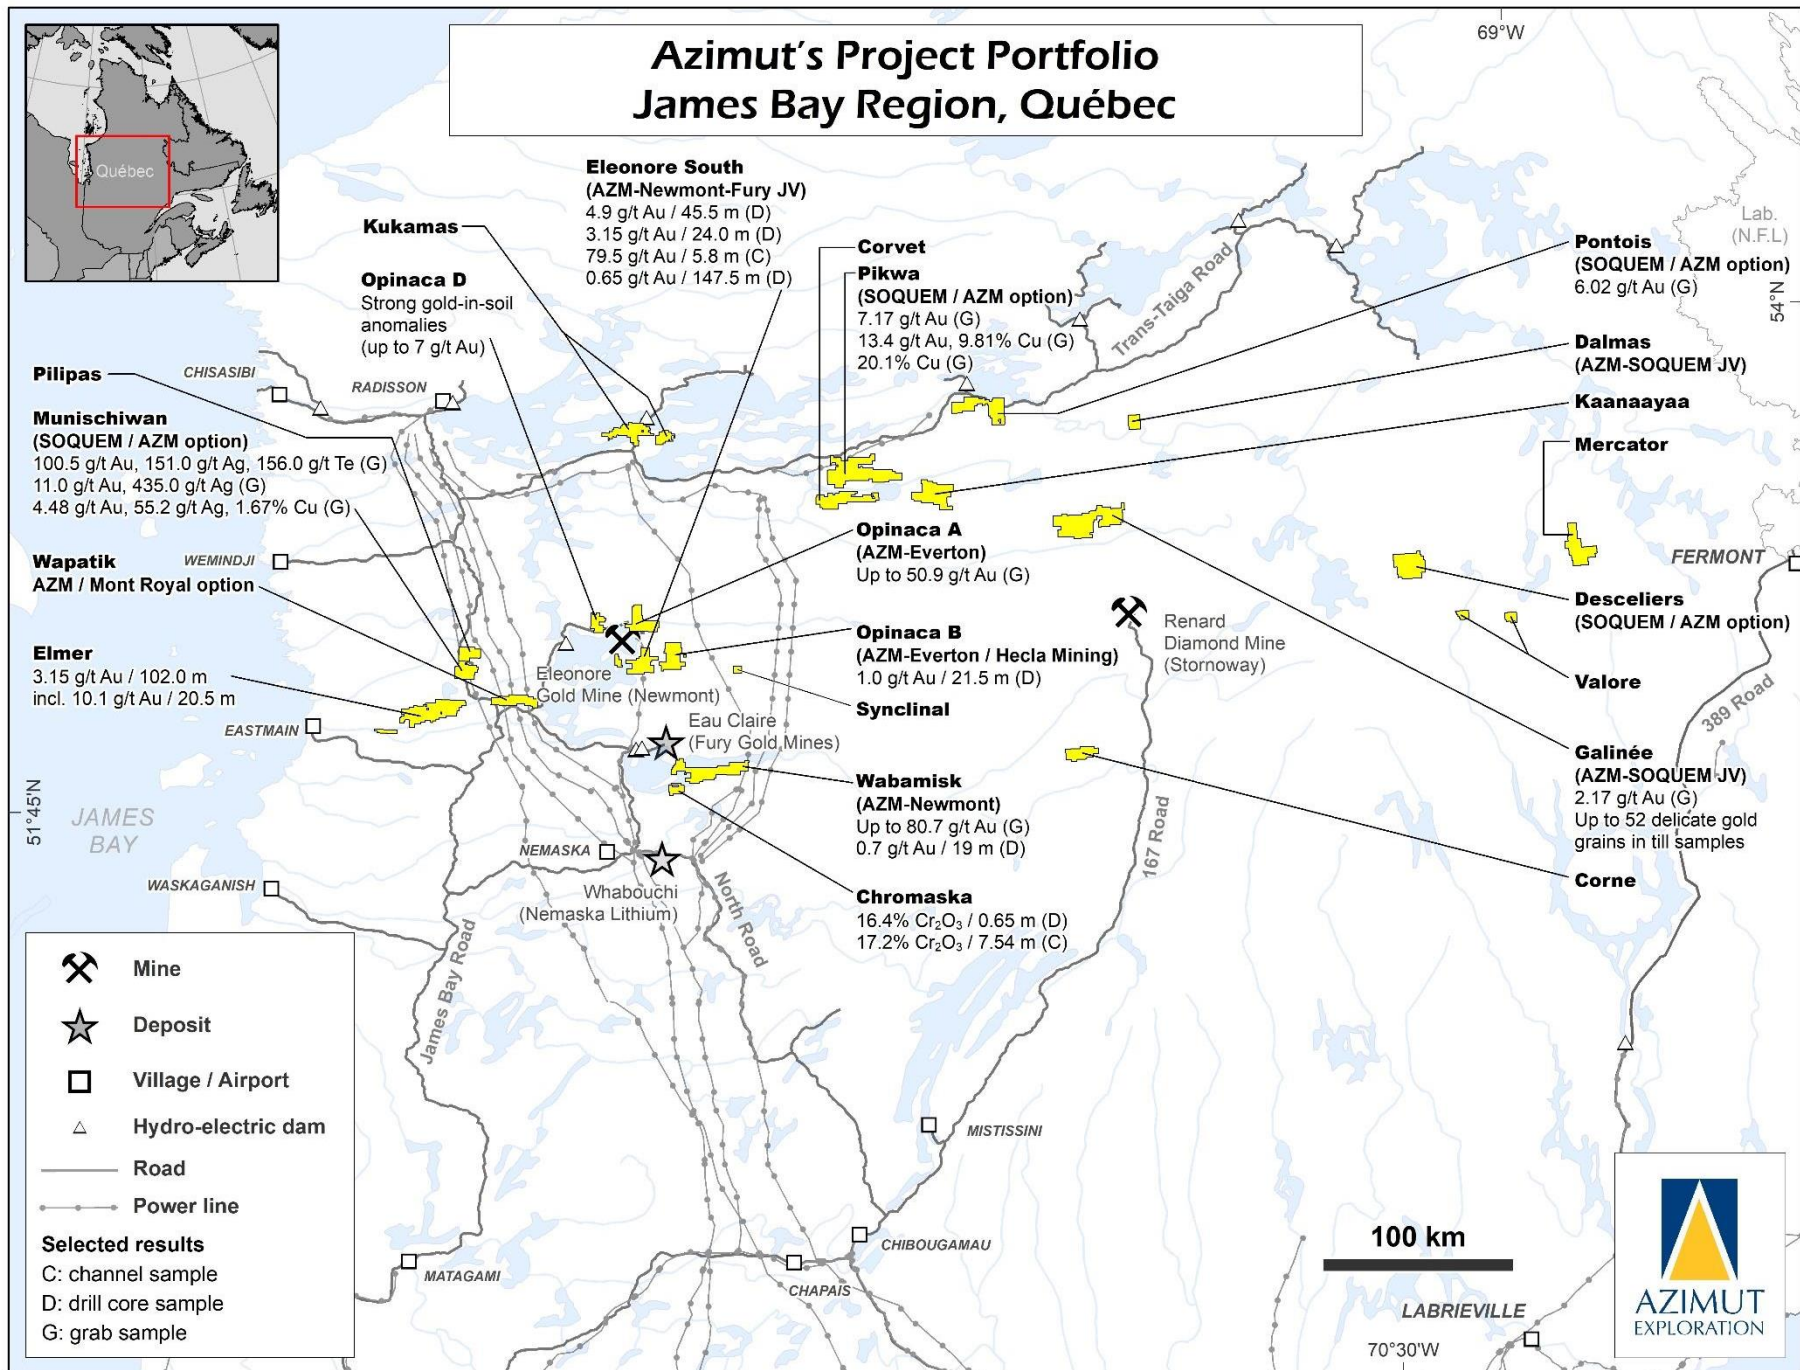 Azimut's Project Portfolio
James Bay Region, Québec
Québec
69°W
54°N
Lab.
(N.F.L)
Eleonore South
(AZM-Newmont-Fury JV)
4.9 g/t Au / 45.5 m (D)
3.15 g/t Au / 24.0 m (D)
79.5 g/t Au / 5.8 m (C)
0.65 g/t Au / 147.5 m (D)
Kukamas
Opinaca D
Strong gold-in-soil
anomalies
(up to 7 g/t Au)
Corvet
Pikwa
(SOQUEM / AZM option)
7.17 g/t Au (G)
13.4 g/t Au, 9.81% Cu (G)
20.1% Cu (G)
Trans-Taiga Road
Pontois
(SOQUEM / AZM option)
6.02 g/t Au (G)
Dalmas
(AZM-SOQUEM JV)
Kaanaayaa
Mercator
Pilipas
CHISASIBI
RADISSON
Munischiwan
(SOQUEM / AZM option)
100.5 g/t Au, 151.0 g/t Ag, 156.0 g/t Te (G)
11.0 g/t Au, 435.0 g/t Ag (G)
4.48 g/t Au, 55.2 g/t Ag, 1.67% Cu (G)
Wapatik
AZM / Mont Royal option
WEMINDJI
Elmer
3.15 g/t Au / 102.0 m
incl. 10.1 g/t Au / 20.5 m
EASTMAIN
Opinaca A
(AZM-Everton)
Up to 50.9 g/t Au (G)
Opinaca B
(AZM-Everton / Hecla Mining)
1.0 g/t Au / 21.5 m (D)
Synclinal
Eleonore
Gold Mine (Newmont)
Eau Claire
(Fury Gold Mines)
Renard
Diamond Mine
(Stornoway)
FERMONT
Desceliers
(SOQUEM / AZM option)
Valore
389 Road
Galinée
(AZM-SOQUEM JV)
2.17 g/t Au (G)
Up to 52 delicate gold
grains in till samples
Corne
Wabamisk
(AZM-Newmont)
Up to 80.7 g/t Au (G)
0.7 g/t Au / 19 m (D)
Chromaska
16.4% Cr₂O₃ / 0.65 m (D)
17.2% Cr₂O₃ / 7.54 m (C)
167 Road
51°45'N
JAMES
BAY
NEMASKA
WASKAGANISH
Whabouchi
(Nemaska Lithium)
North Road
James Bay Road
Mine
Deposit
Village / Airport
Hydro-electric dam
Road
Power line
Selected results
C: channel sample
D: drill core sample
G: grab sample
MISTISSINI
CHIBOUGAMAU
CHAPAIS
MATAGAMI
100 km
LABRIEVILLE
70°30'W
AZIMUT
EXPLORATION